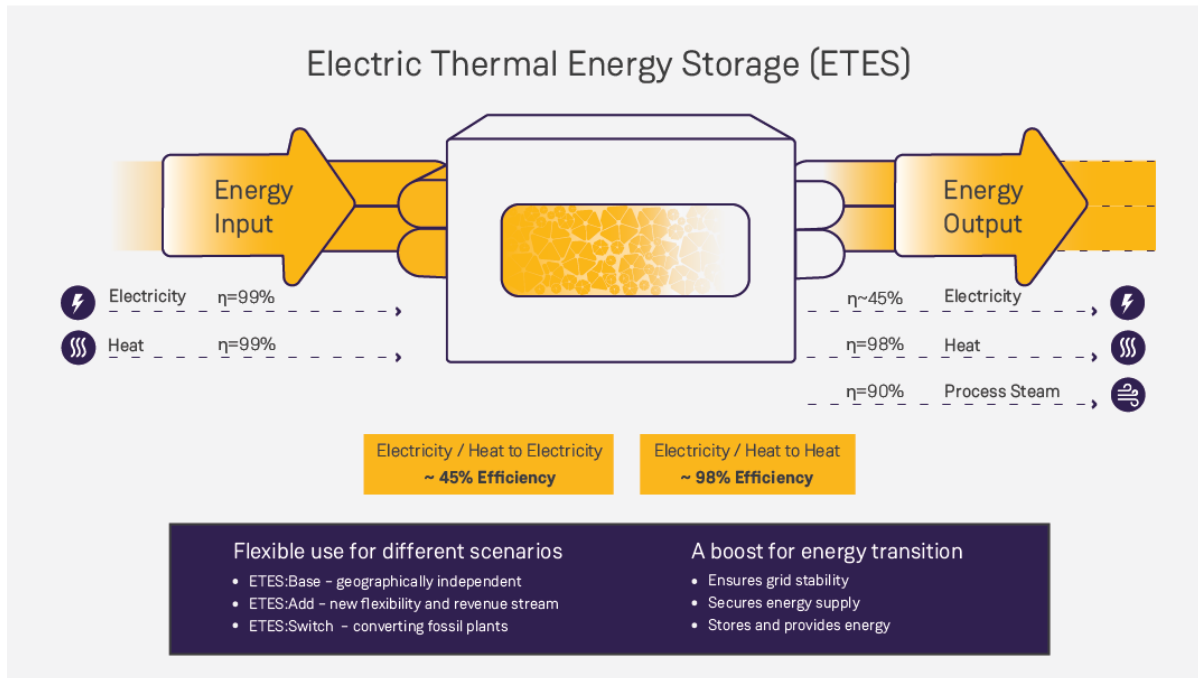 Electric Thermal Energy Storage (ETES)
Energy
Input
Energy
Output
Electricity η=99%
Heat η=99%
η~45% Electricity
η=98% Heat
η=90% Process Steam
Electricity / Heat to Electricity
~ 45% Efficiency
Electricity / Heat to Heat
~ 98% Efficiency
Flexible use for different scenarios
• ETES:Base – geographically independent
• ETES:Add – new flexibility and revenue stream
• ETES:Switch – converting fossil plants
A boost for energy transition
• Ensures grid stability
• Secures energy supply
• Stores and provides energy